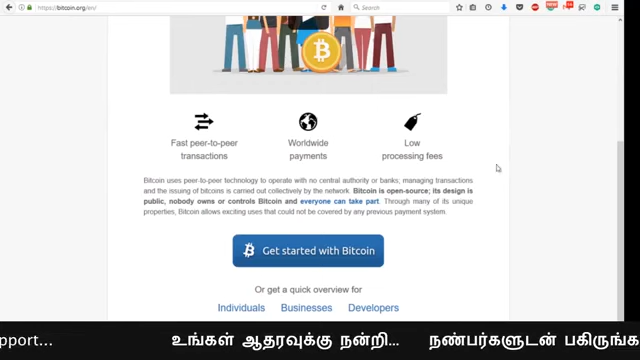 https://bitcoin.org/en/
Search
Fast peer-to-peer
transactions
Worldwide
payments
Low
processing fees
Bitcoin uses peer-to-peer technology to operate with no central authority or banks; managing transactions
and the issuing of bitcoins is carried out collectively by the network. Bitcoin is open-source; its design is
public, nobody owns or controls Bitcoin and everyone can take part. Through many of its unique
properties, Bitcoin allows exciting uses that could not be covered by any previous payment system.
Get started with Bitcoin
Or get a quick overview for
Individuals Businesses Developers
pport... உங்கள் ஆதரவுக்கு நன்றி... நண்பர்களுடன் பகிருங்க